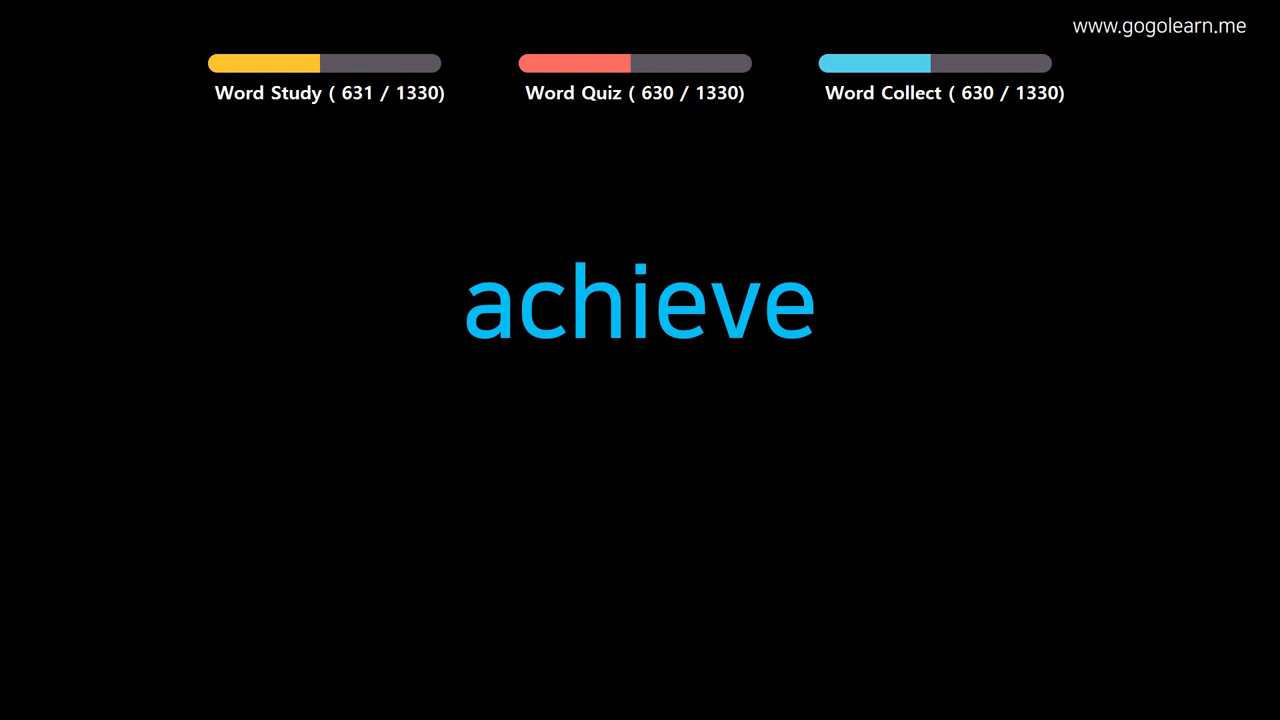 www.gogolearn.me
Word Study ( 631 / 1330)
Word Quiz ( 630 / 1330)
Word Collect ( 630 / 1330)
achieve